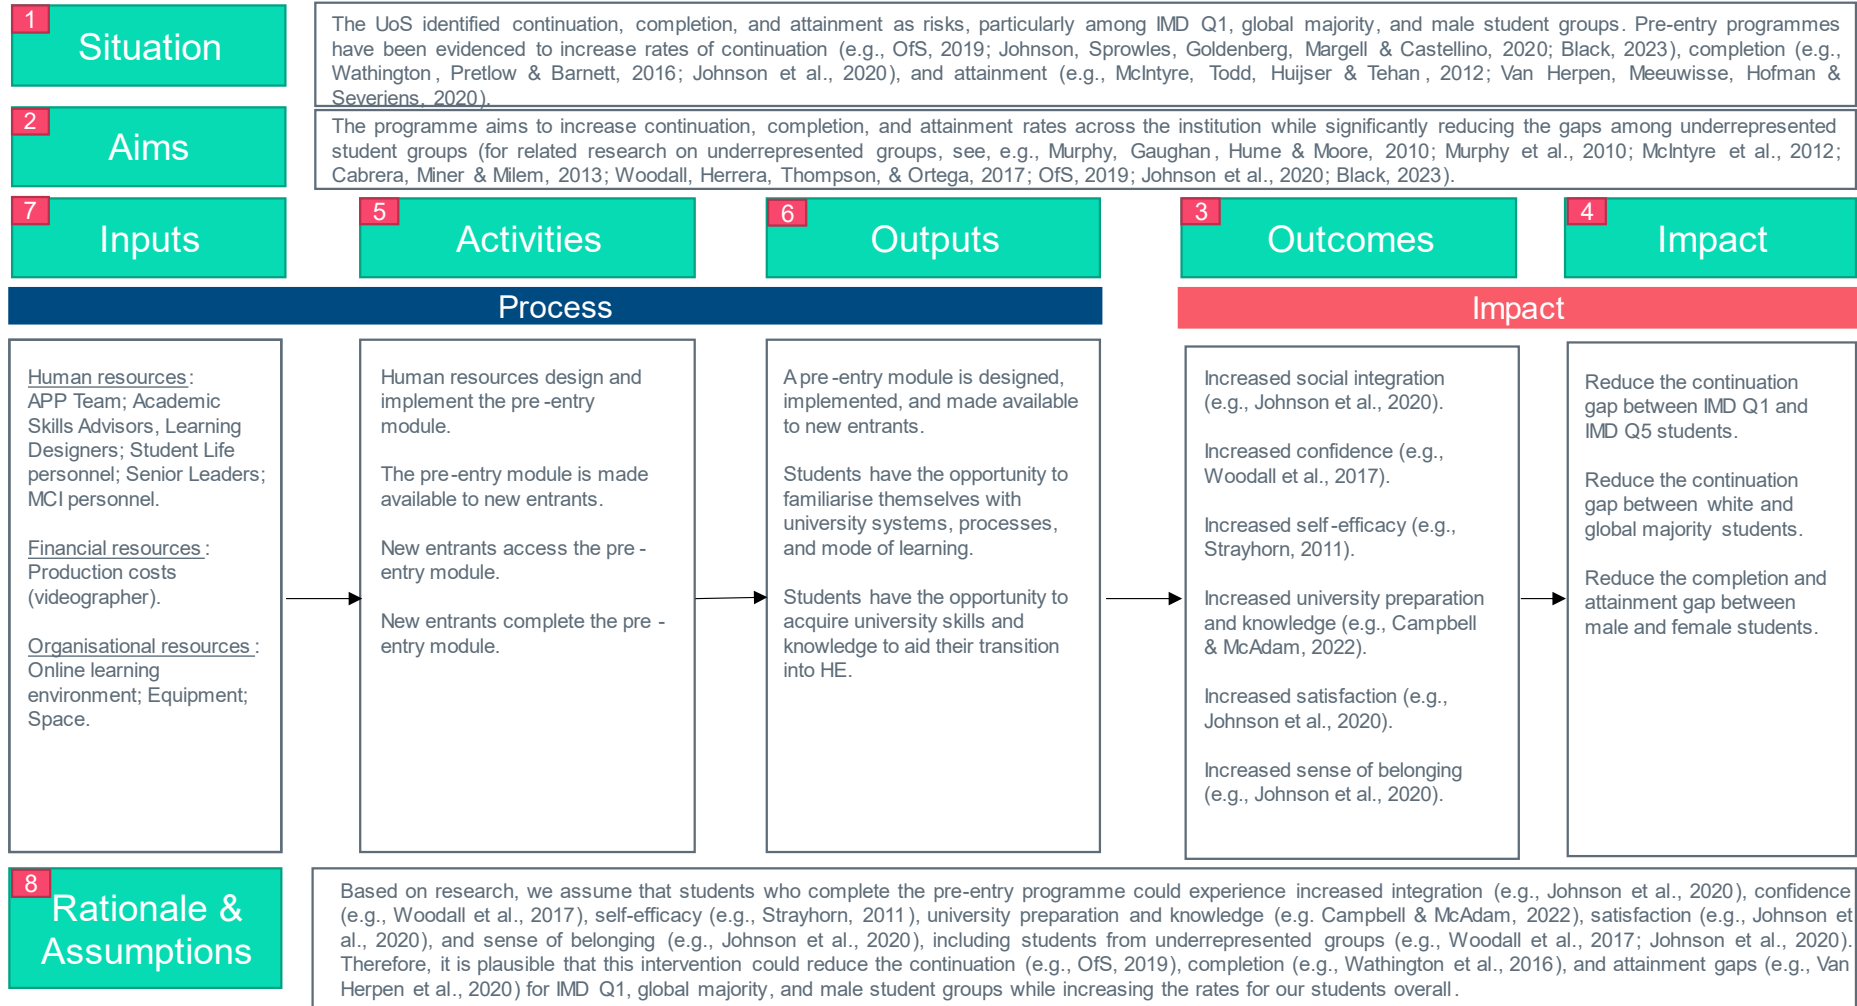 1
Situation
The UoS identified continuation, completion, and attainment as risks, particularly among IMD Q1, global majority, and male student groups. Pre-entry programmes
have been evidenced to increase rates of continuation (e.g., OfS, 2019; Johnson, Sprowles, Goldenberg, Margell & Castellino, 2020; Black, 2023), completion (e.g.,
Wathington, Pretlow & Barnett, 2016; Johnson et al., 2020), and attainment (e.g., McIntyre, Todd, Huijser & Tehan, 2012; Van Herpen, Meeuwisse, Hofman &
Severiens, 2020).
2
Aims
The programme aims to increase continuation, completion, and attainment rates across the institution while significantly reducing the gaps among underrepresented
student groups (for related research on underrepresented groups, see, e.g., Murphy, Gaughan, Hume & Moore, 2010; Murphy et al., 2010; McIntyre et al., 2012;
Cabrera, Miner & Milem, 2013; Woodall, Herrera, Thompson, & Ortega, 2017; OfS, 2019; Johnson et al., 2020; Black, 2023).
7
Inputs
5
Activities
6
Outputs
3
Outcomes
4
Impact
Process
Impact
Human resources:
APP Team; Academic
Skills Advisors, Learning
Designers; Student Life
personnel; Senior Leaders;
MCI personnel.
Financial resources:
Production costs
(videographer).
Organisational resources:
Online learning
environment; Equipment;
Space.
Human resources design and
implement the pre-entry
module.
The pre-entry module is made
available to new entrants.
New entrants access the pre-
entry module.
New entrants complete the pre-
entry module.
A pre-entry module is designed,
implemented, and made available
to new entrants.
Students have the opportunity to
familiarise themselves with
university systems, processes,
and mode of learning.
Students have the opportunity to
acquire university skills and
knowledge to aid their transition
into HE.
Increased social integration
(e.g., Johnson et al., 2020).
Increased confidence (e.g.,
Woodall et al., 2017).
Increased self-efficacy (e.g.,
Strayhorn, 2011).
Increased university preparation
and knowledge (e.g., Campbell
& McAdam, 2022).
Increased satisfaction (e.g.,
Johnson et al., 2020).
Increased sense of belonging
(e.g., Johnson et al., 2020).
Reduce the continuation
gap between IMD Q1 and
IMD Q5 students.
Reduce the continuation
gap between white and
global majority students.
Reduce the completion and
attainment gap between
male and female students.
8
Rationale &
Assumptions
Based on research, we assume that students who complete the pre-entry programme could experience increased integration (e.g., Johnson et al., 2020), confidence
(e.g., Woodall et al., 2017), self-efficacy (e.g., Strayhorn, 2011), university preparation and knowledge (e.g. Campbell & McAdam, 2022), satisfaction (e.g., Johnson et
al., 2020), and sense of belonging (e.g., Johnson et al., 2020), including students from underrepresented groups (e.g., Woodall et al., 2017; Johnson et al., 2020).
Therefore, it is plausible that this intervention could reduce the continuation (e.g., OfS, 2019), completion (e.g., Wathington et al., 2016), and attainment gaps (e.g., Van
Herpen et al., 2020) for IMD Q1, global majority, and male student groups while increasing the rates for our students overall.